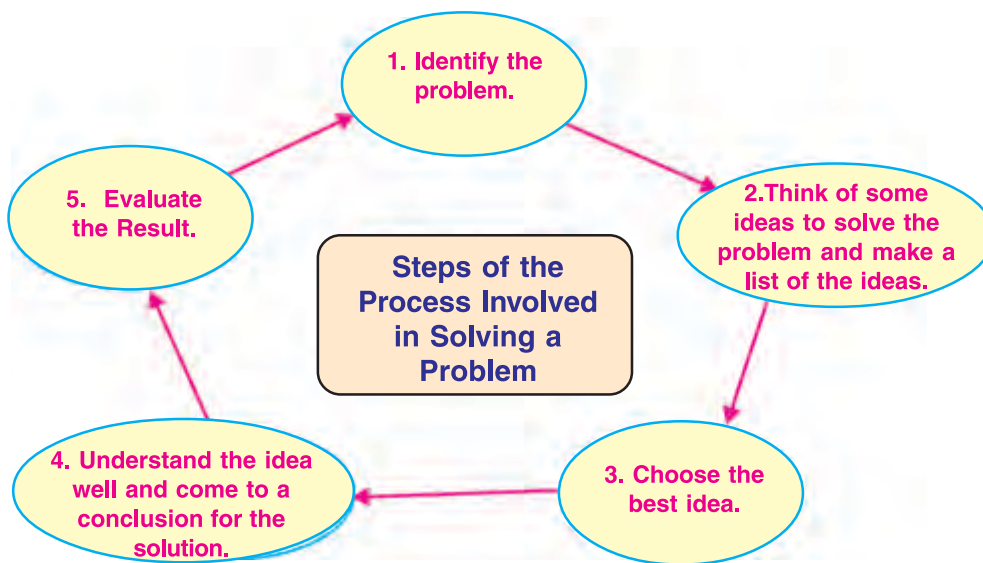 1. Identify the
problem.
2.Think of some
ideas to solve the
problem and make a
list of the ideas.
3. Choose the
best idea.
4. Understand the idea
well and come to a
conclusion for the
solution.
5. Evaluate
the Result.
Steps of the
Process Involved
in Solving a
Problem